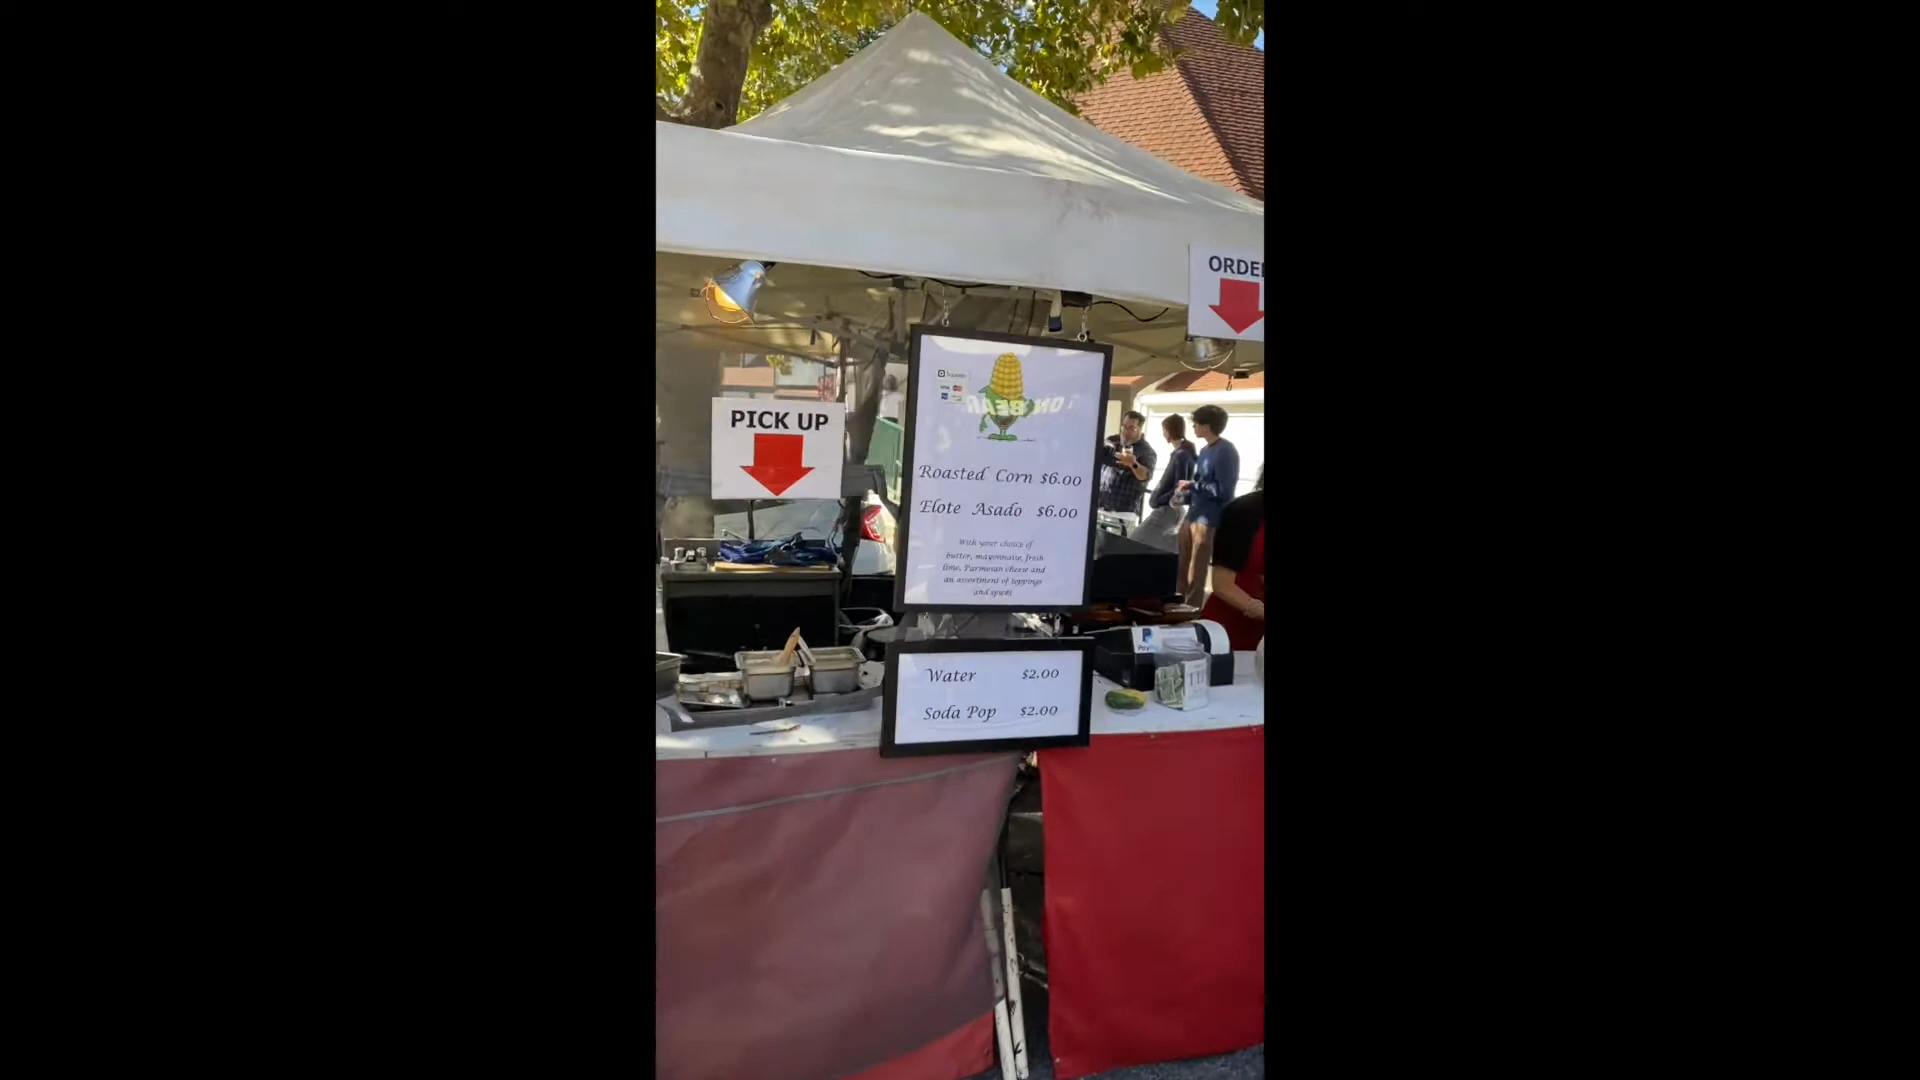 ORDE
PICK UP
Roasted Corn $6.00
Elote Asado $6.00
With your choice of
butter, mayonnaise, fresh
lime, Parmesan cheese and
an assortment of toppings
and spices
Water $2.00
Soda Pop $2.00